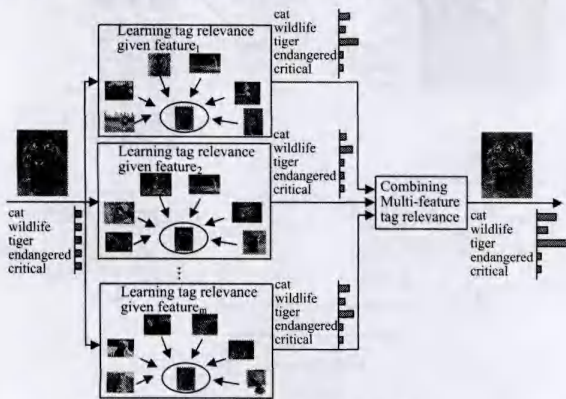 cat
wildlife
tiger
endangered
critical
Learning tag relevance
given feature1
cat
wildlife
tiger
endangered
critical
Learning tag relevance
given feature2
cat
wildlife
tiger
endangered
critical
⋮
Learning tag relevance
given featurem
cat
wildlife
tiger
endangered
critical
Combining
Multi-feature
tag relevance
cat
wildlife
tiger
endangered
critical